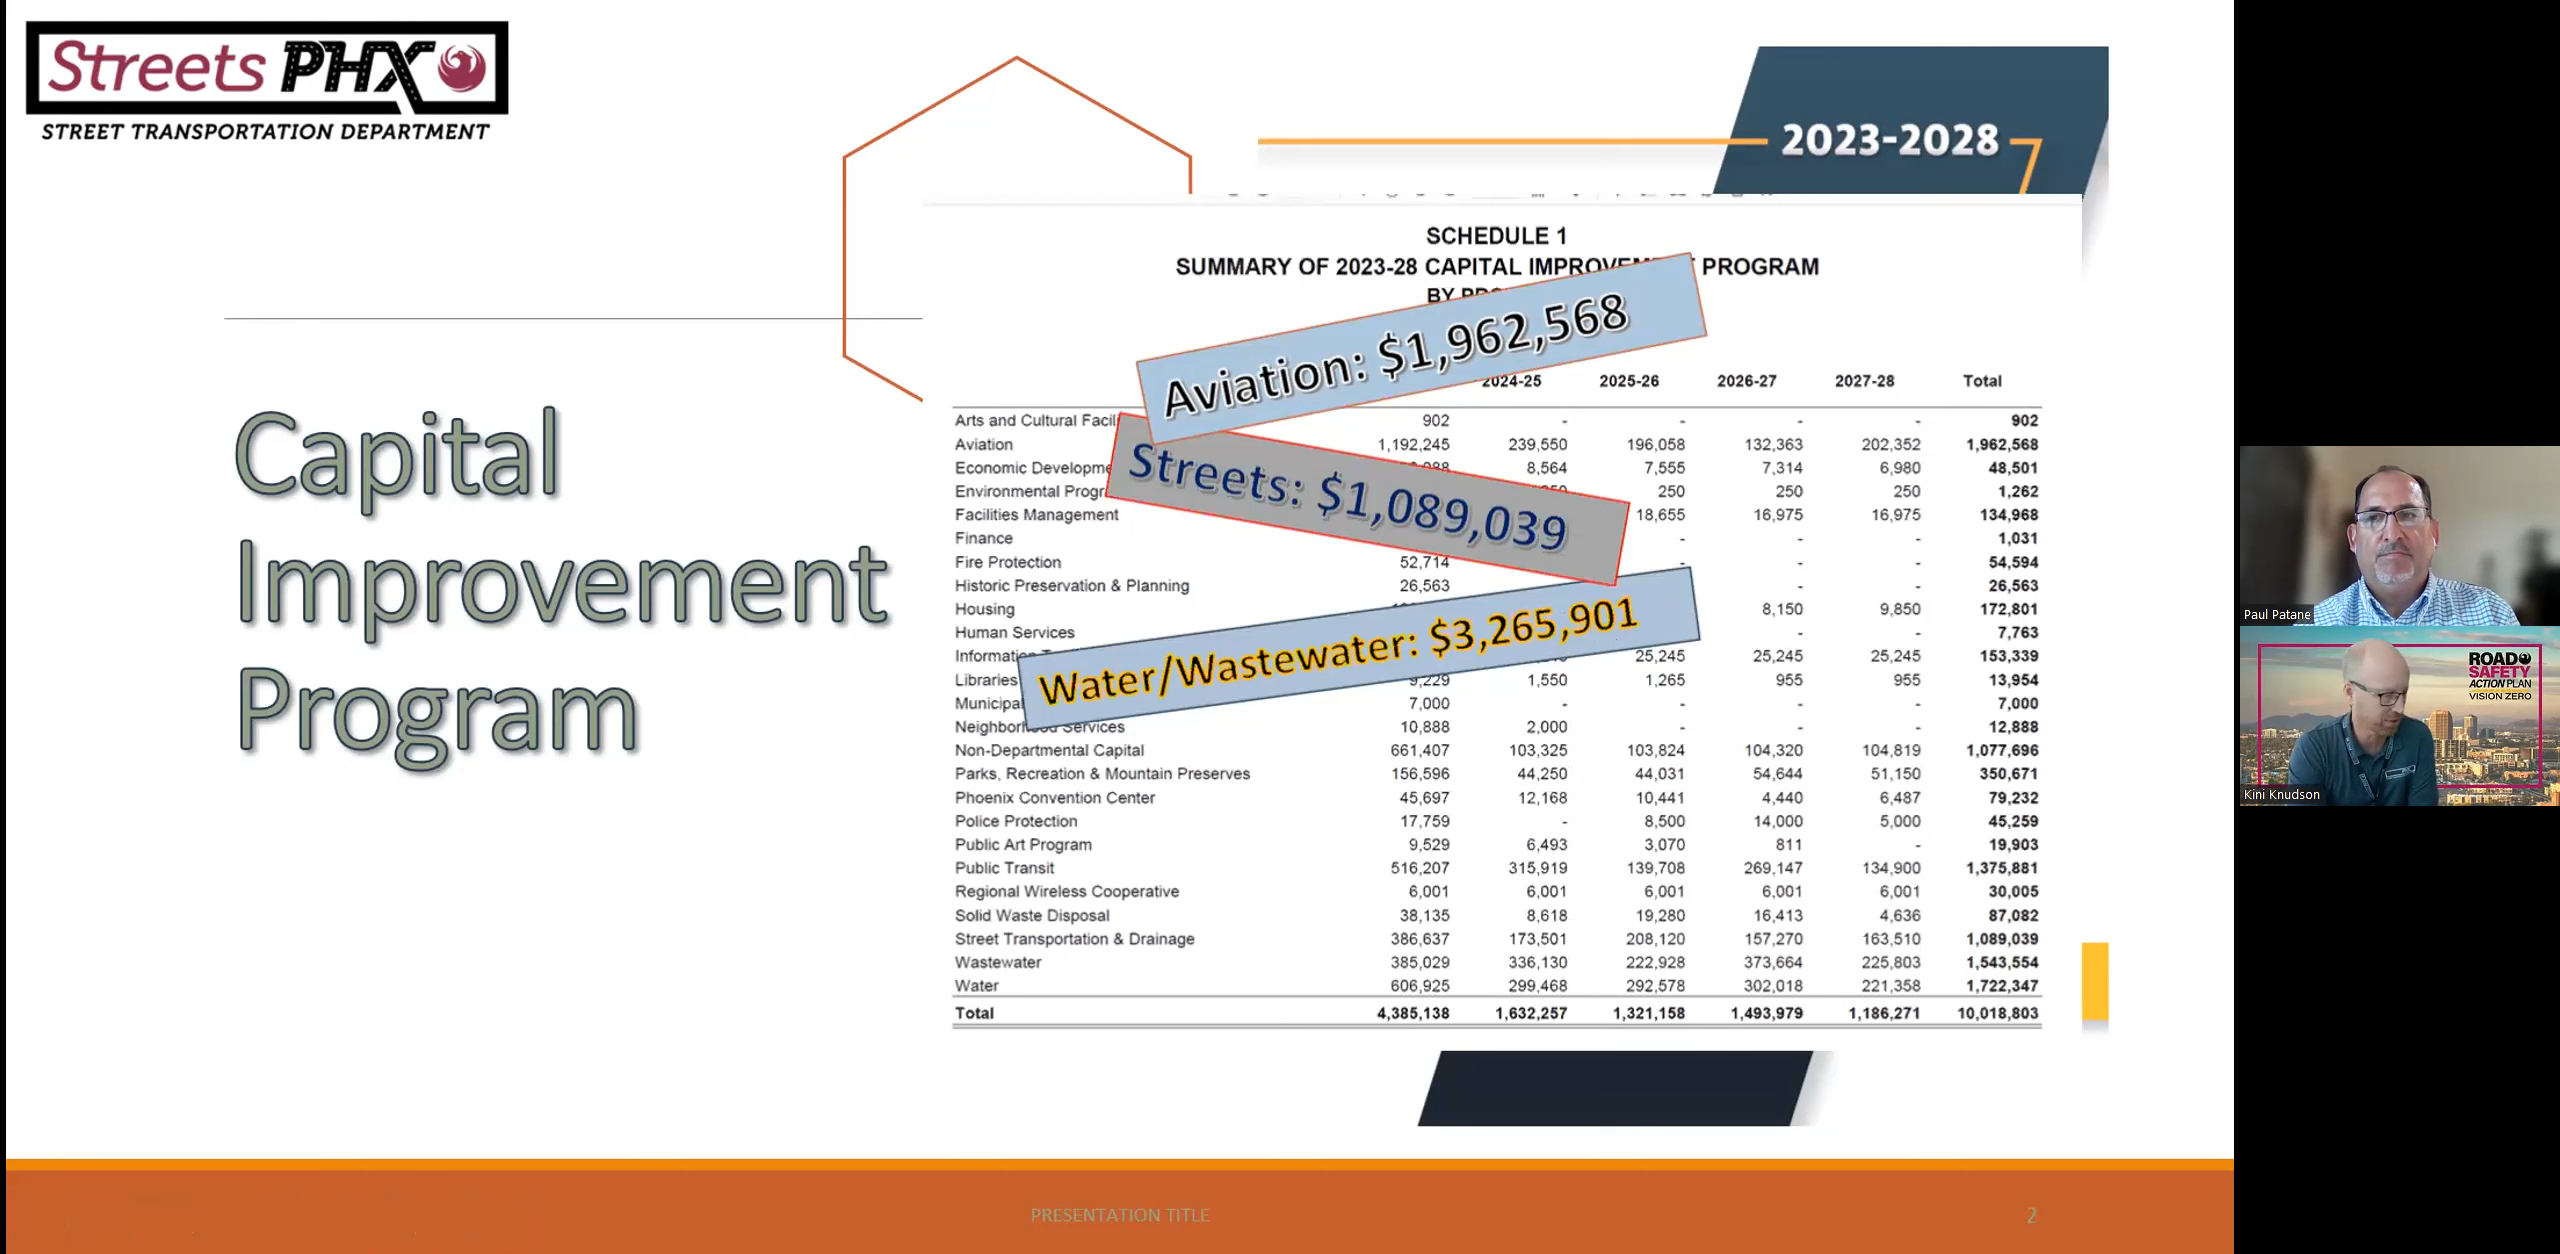 Streets PHX
STREET TRANSPORTATION DEPARTMENT
2023-2028
Capital
Improvement
Program
SCHEDULE 1
SUMMARY OF 2023-28 CAPITAL PROGRAM
BY
Aviation: $1,962,568
Streets: $1,089,039
Water/Wastewater: $3,265,901
2024-25 2025-26 2026-27 2027-28 Total
Arts and Cultural 902 - - - - 902
Aviation 1,192,245 239,550 196,058 132,363 202,352 1,962,568
Economic 8,564 7,555 7,314 6,980 48,501
Environmental 250 250 250 1,262
Facilities Management 18,655 16,975 16,975 134,968
Finance - - - 1,031
Fire Protection 52,714 - - - 54,594
Historic Preservation & Planning 26,563 - - 26,563
Housing 8,150 9,850 172,801
Human Services - - 7,763
25,245 25,245 25,245 153,339
Libraries 9,229 1,550 1,265 955 955 13,954
7,000 - - - - 7,000
Services 10,888 2,000 - - - 12,888
Non-Departmental Capital 661,407 103,325 103,824 104,320 104,819 1,077,696
Parks, Recreation & Mountain Preserves 156,596 44,250 44,031 54,644 51,150 350,671
Phoenix Convention Center 45,697 12,168 10,441 4,440 6,487 79,232
Police Protection 17,759 - 8,500 14,000 5,000 45,259
Public Art Program 9,529 6,493 3,070 811 - 19,903
Public Transit 516,207 315,919 139,708 269,147 134,900 1,375,881
Regional Wireless Cooperative 6,001 6,001 6,001 6,001 6,001 30,005
Solid Waste Disposal 38,135 8,618 19,280 16,413 4,636 87,082
Street Transportation & Drainage 386,637 173,501 208,120 157,270 163,510 1,089,039
Wastewater 385,029 336,130 222,928 373,664 225,803 1,543,554
Water 606,925 299,468 292,578 302,018 221,358 1,722,347
Total 4,385,138 1,632,257 1,321,158 1,493,979 1,186,271 10,018,803
PRESENTATION TITLE
2
Paul Patane
ROAD
SAFETY
ACTION PLAN
VISION ZERO
Kini Knudson